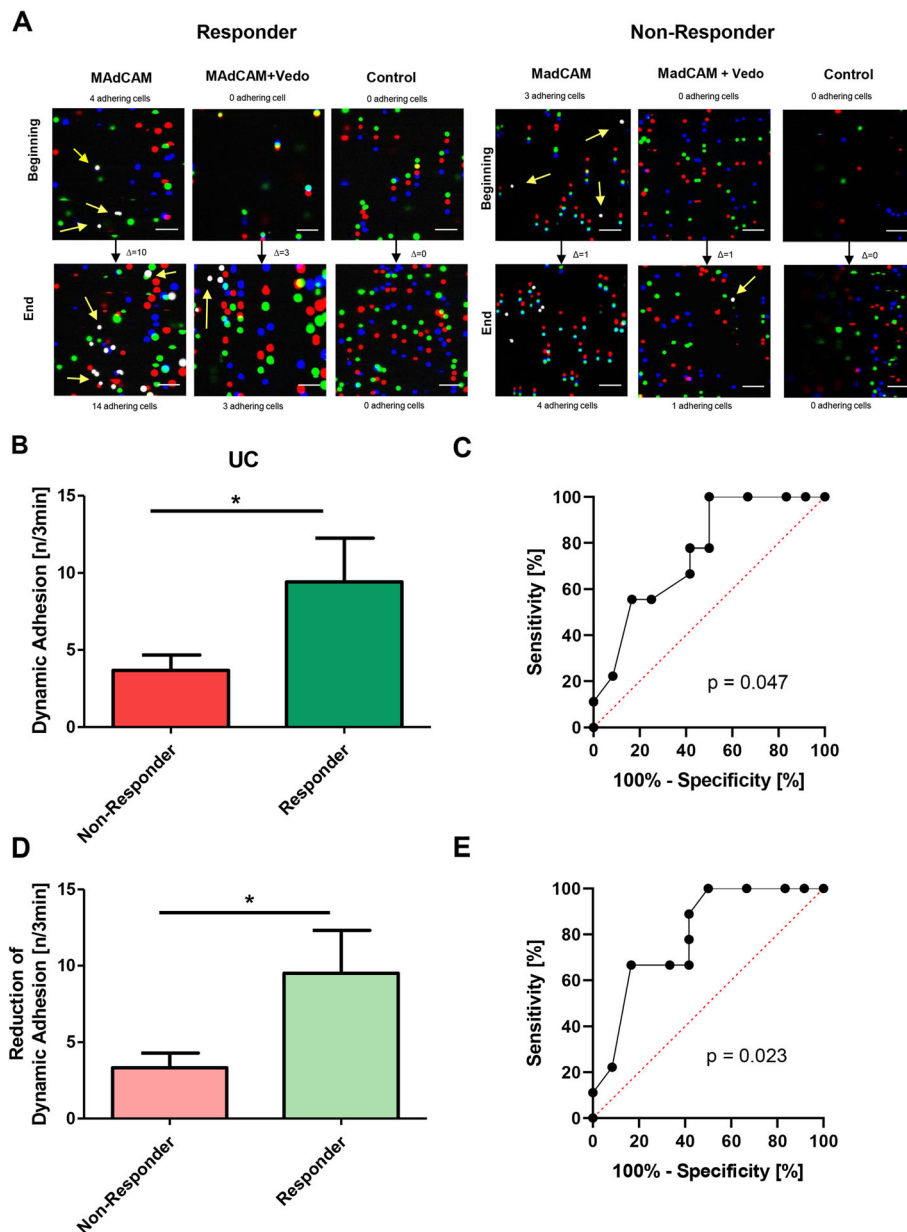 A
Responder
Non-Responder
MAdCAM
MAdCAM+Vedo
Control
MadCAM
MadCAM + Vedo
Control
4 adhering cells
0 adhering cell
0 adhering cells
3 adhering cells
0 adhering cells
0 adhering cells
Beginning
Beginning
Δ=10
Δ=3
Δ=0
Δ=1
Δ=1
Δ=0
End
End
14 adhering cells
3 adhering cells
0 adhering cells
4 adhering cells
1 adhering cells
0 adhering cells
B
UC
Dynamic Adhesion [n/3min]
15
10
5
0
*
Non-Responder
Responder
C
Sensitivity [%]
100
80
60
40
20
0
p = 0.047
0 20 40 60 80 100
100% - Specificity [%]
D
Reduction of
Dynamic Adhesion [n/3min]
15
10
5
0
*
Non-Responder
Responder
E
Sensitivity [%]
100
80
60
40
20
0
p = 0.023
0 20 40 60 80 100
100% - Specificity [%]